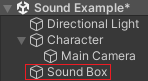 Sound Example*
Directional Light
Character
Main Camera
Sound Box